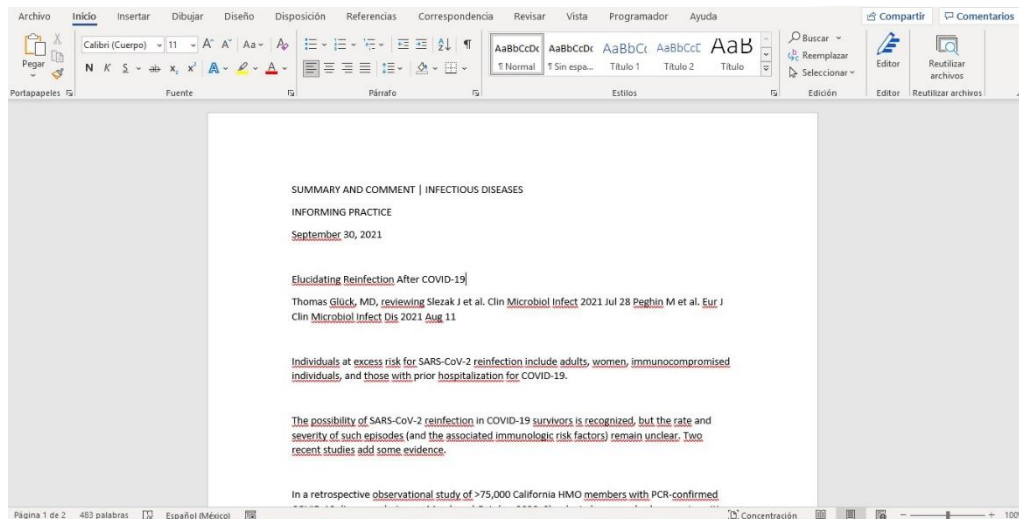 Archivo Inicio Insertar Dibujar Diseño Disposición Referencias Correspondencia Revisar Vista Programador Ayuda Compartir Comentarios
Pegar
Calibri (Cuerpo) 11 A A Aa A
N K S ab x, x² A A
AaBbCcDc AaBbCcDc AaBbCc AaBbCcC AaB
¶ Normal ¶ Sin espa... Título 1 Título 2 Título
Buscar
Reemplazar
Seleccionar
Editor
Reutilizar
archivos
Portapapeles Fuente Párrafo Estilos Edición Editor Reutilizar archivos
SUMMARY AND COMMENT | INFECTIOUS DISEASES
INFORMING PRACTICE
September 30, 2021
Elucidating Reinfection After COVID-19
Thomas Glück, MD, reviewing Slezak J et al. Clin Microbiol Infect 2021 Jul 28 Peghin M et al. Eur J
Clin Microbiol Infect Dis 2021 Aug 11
Individuals at excess risk for SARS-CoV-2 reinfection include adults, women, immunocompromised
individuals, and those with prior hospitalization for COVID-19.
The possibility of SARS-CoV-2 reinfection in COVID-19 survivors is recognized, but the rate and
severity of such episodes (and the associated immunologic risk factors) remain unclear. Two
recent studies add some evidence.
In a retrospective observational study of >75,000 California HMO members with PCR-confirmed
Página 1 de 2 483 palabras Español (México) Concentración 100